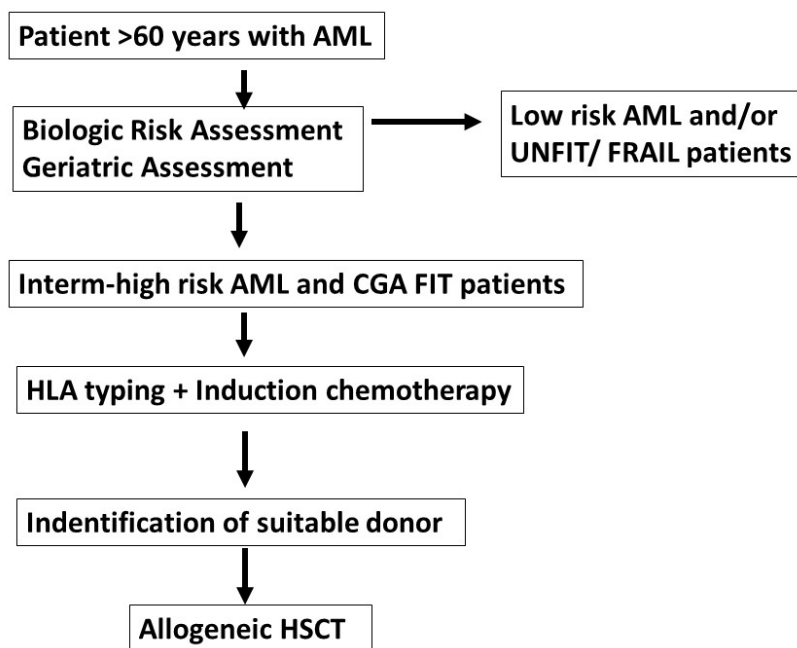 Patient >60 years with AML
Biologic Risk Assessment
Geriatric Assessment
Low risk AML and/or
UNFIT/ FRAIL patients
Interm-high risk AML and CGA FIT patients
HLA typing + Induction chemotherapy
Indentification of suitable donor
Allogeneic HSCT